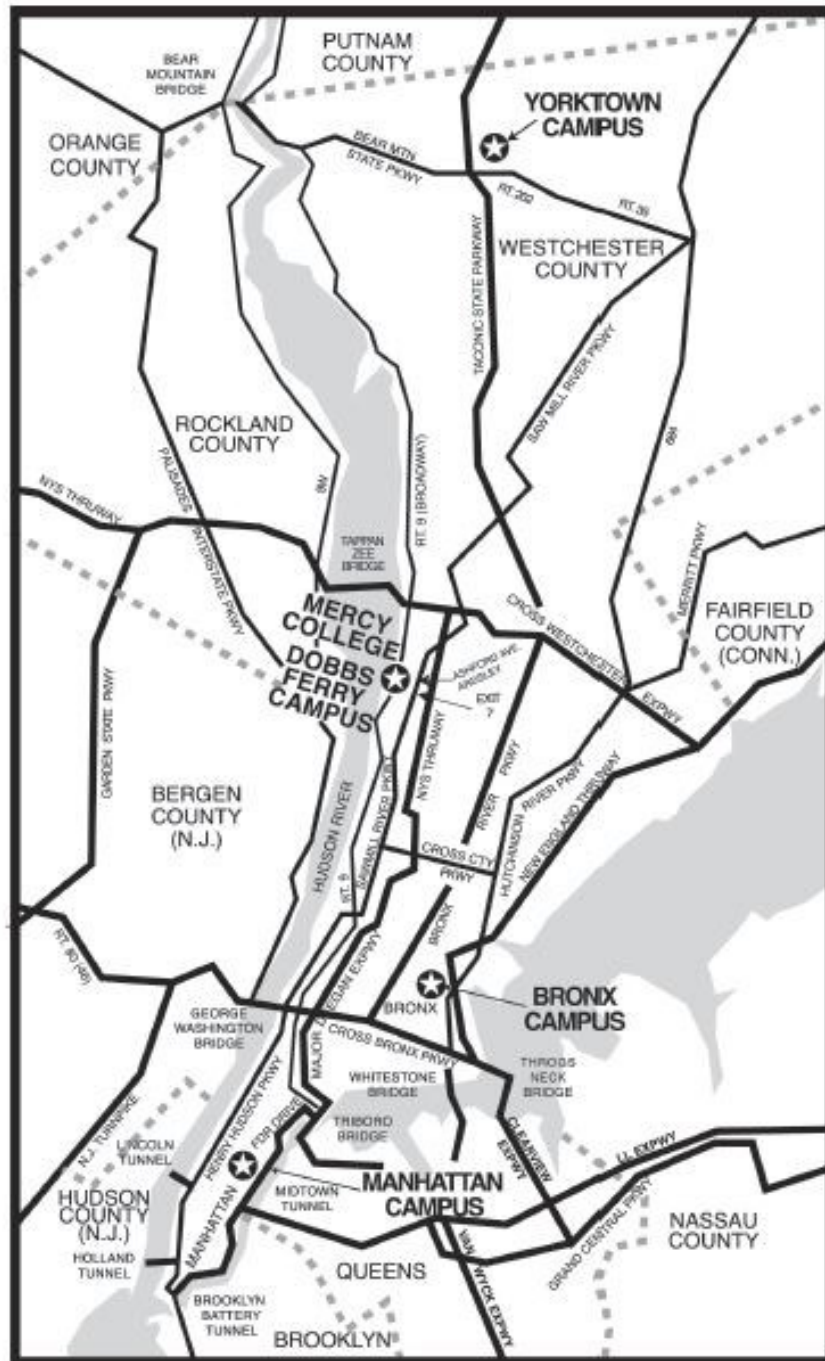 PUTNAM
COUNTY
BEAR
MOUNTAIN
BRIDGE
YORKTOWN
CAMPUS
ORANGE
COUNTY
BEAR MTN
STATE PKWY
RT. 202
RT. 35
WESTCHESTER
COUNTY
TACONIC STATE PARKWAY
SAW MILL RIVER PKWY
684
ROCKLAND
COUNTY
9W
RT. 9 (BROADWAY)
NYS THRUWAY
PALISADES INTERSTATE PKWY
TAPPAN
ZEE
BRIDGE
MERRITT PKWY
MERCY
COLLEGE
DOBBS
FERRY
CAMPUS
CROSS WESTCHESTER EXPWY
FAIRFIELD
COUNTY
(CONN.)
ASHFORD AVE.
ARDSLEY
EXIT
7
GARDEN STATE PKWY
NYS THRUWAY
BERGEN
COUNTY
(N.J.)
HUDSON RIVER
RT. 9
SAWMILL RIVER PKWY
BRONX RIVER PKWY
CROSS CTY
PKWY
HUTCHINSON RIVER PKWY
NEW ENGLAND THRUWAY
RT. 80 (46)
MAJOR DEEGAN EXPWY
BRONX
BRONX
CAMPUS
GEORGE
WASHINGTON
BRIDGE
CROSS BRONX PKWY
WHITESTONE
BRIDGE
THROGS
NECK
BRIDGE
N.J. TURNPIKE
HENRY HUDSON PKWY
FDR DRIVE
TRIBORO
BRIDGE
CLEARVIEW
EXPWY
LINCOLN
TUNNEL
MANHATTAN
MIDTOWN
TUNNEL
MANHATTAN
CAMPUS
L.I. EXPWY
GRAND CENTRAL PKWY
HUDSON
COUNTY
(N.J.)
NASSAU
COUNTY
HOLLAND
TUNNEL
QUEENS
VAN WYCK EXPWY
BROOKLYN
BATTERY
TUNNEL
BROOKLYN